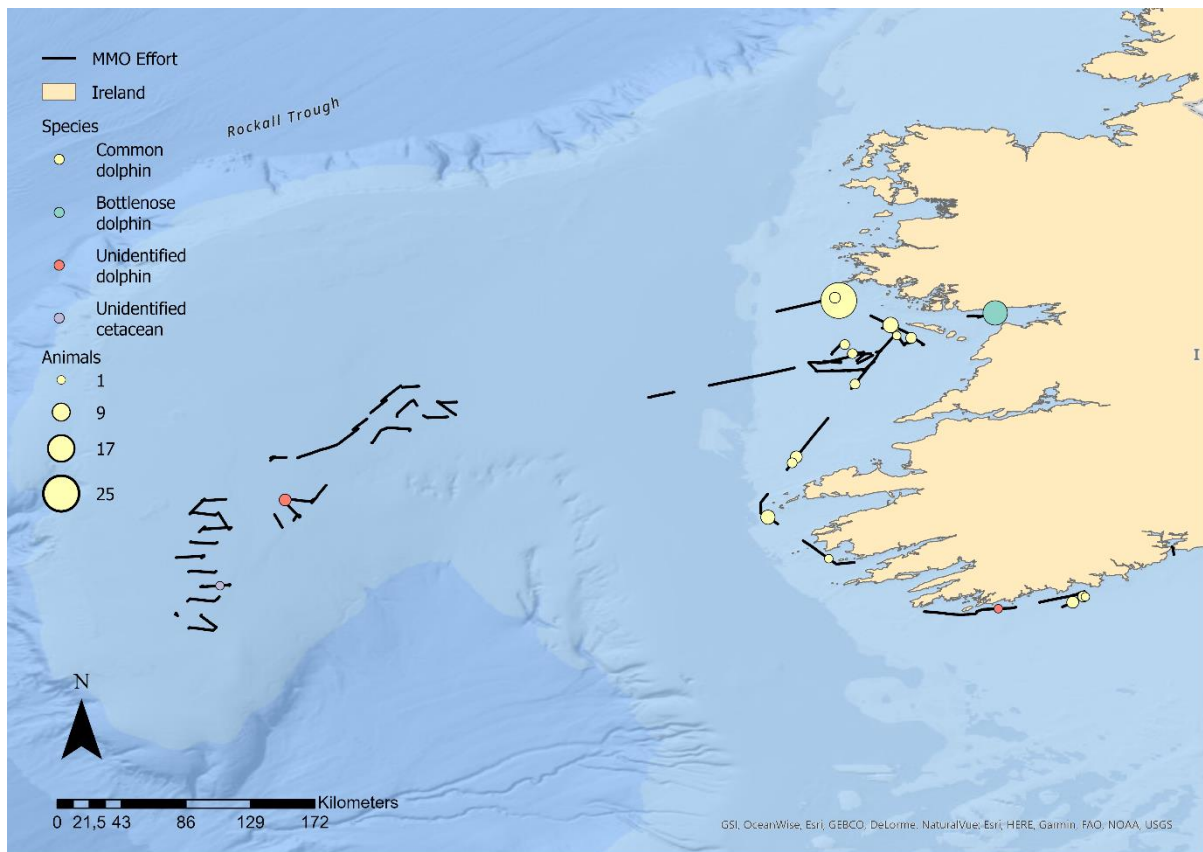 MMO Effort
Ireland
Species
Common
dolphin
Bottlenose
dolphin
Unidentified
dolphin
Unidentified
cetacean
Animals
1
9
17
25
Rockall Trough
I
N
Kilometers
0 21,5 43 86 129 172
GSI, OceanWise, Esri, GEBCO, DeLorme, NaturalVue; Esri, HERE, Garmin, FAO, NOAA, USGS